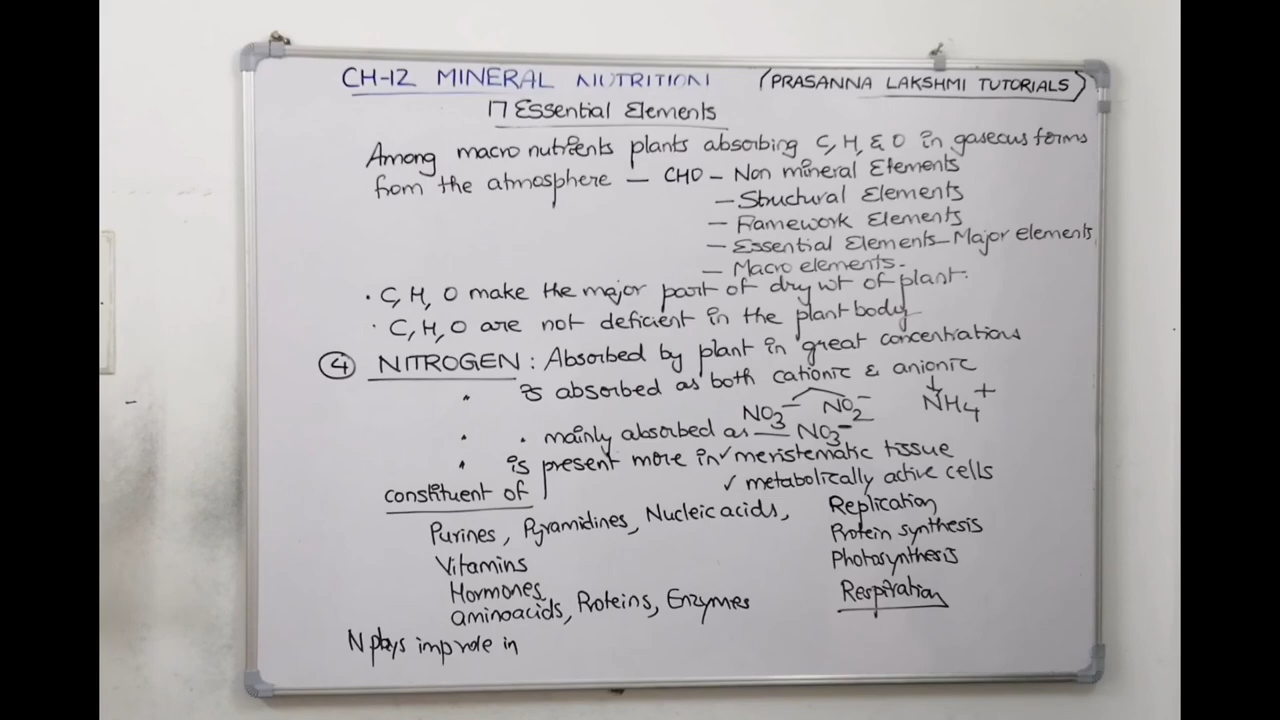 CH-12 MINERAL NUTRITION (PRASANNA LAKSHMI TUTORIALS)
17 Essential Elements
Among macro nutrients plants absorbing C, H, & O in gaseous forms
from the atmosphere — CHO – Non mineral Elements
— Structural Elements
— Framework Elements
— Essential Elements – Major elements
— Macro elements.
· C, H, O make the major part of dry wt of plant.
· C, H, O are not deficient in the plant body
④ NITROGEN : Absorbed by plant in great concentrations
· Is absorbed as both cationic & anionic
NO3⁻ NO2⁻ ↓ NH4⁺
· · mainly absorbed as — NO3⁻
· is present more in ✓ meristematic tissue
✓ metabolically active cells
constituent of
Purines, Pyramidines, Nucleic acids, Replication
Vitamins Protein synthesis
Hormones, Photosynthesis
aminoacids, Proteins, Enzymes Respiration
N plays imp role in